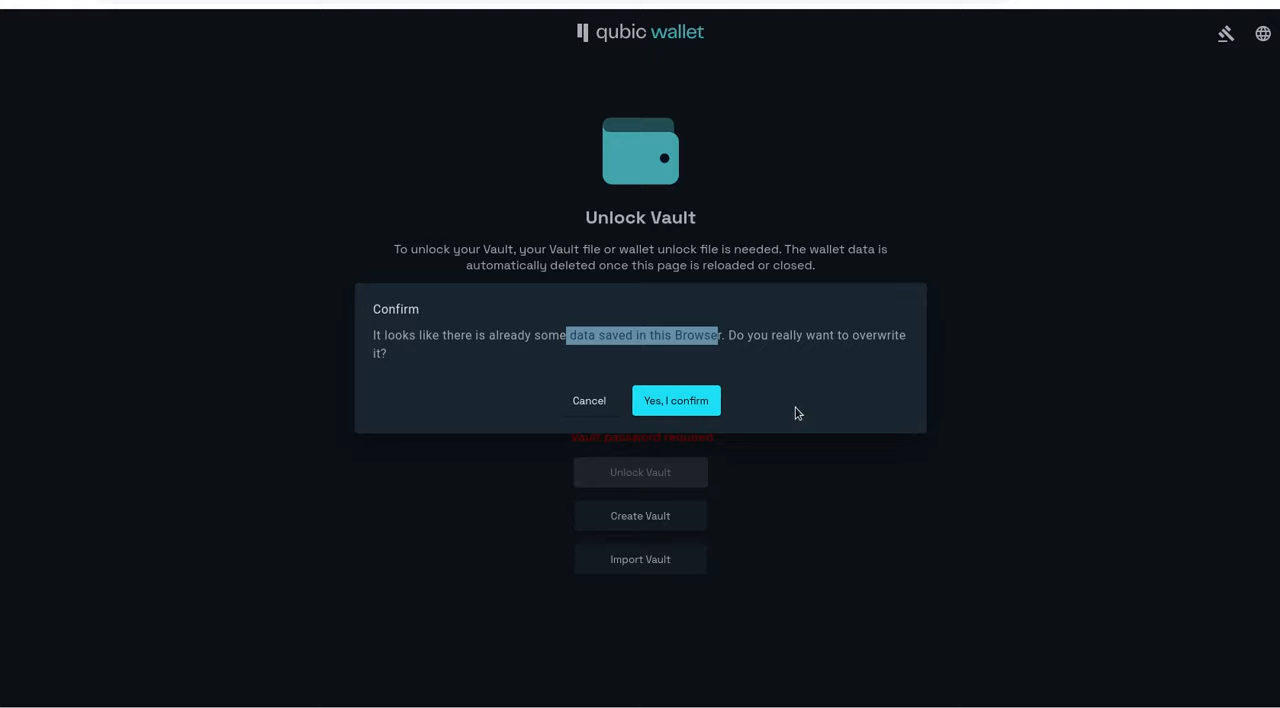 qubic wallet
Unlock Vault
To unlock your Vault, your Vault file or wallet unlock file is needed. The wallet data is
automatically deleted once this page is reloaded or closed.
Confirm
It looks like there is already some data saved in this Browser. Do you really want to overwrite
it?
Cancel
Yes, I confirm
vault password required
Unlock Vault
Create Vault
Import Vault